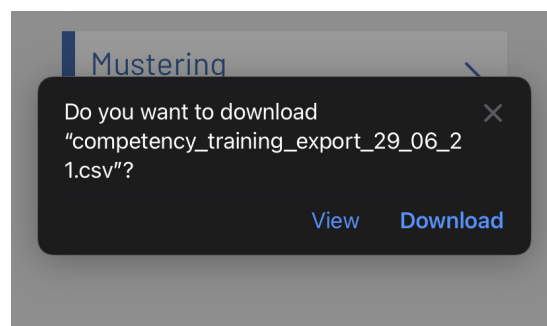 Mustering
Do you want to download
“competency_training_export_29_06_2
1.csv”?
View Download